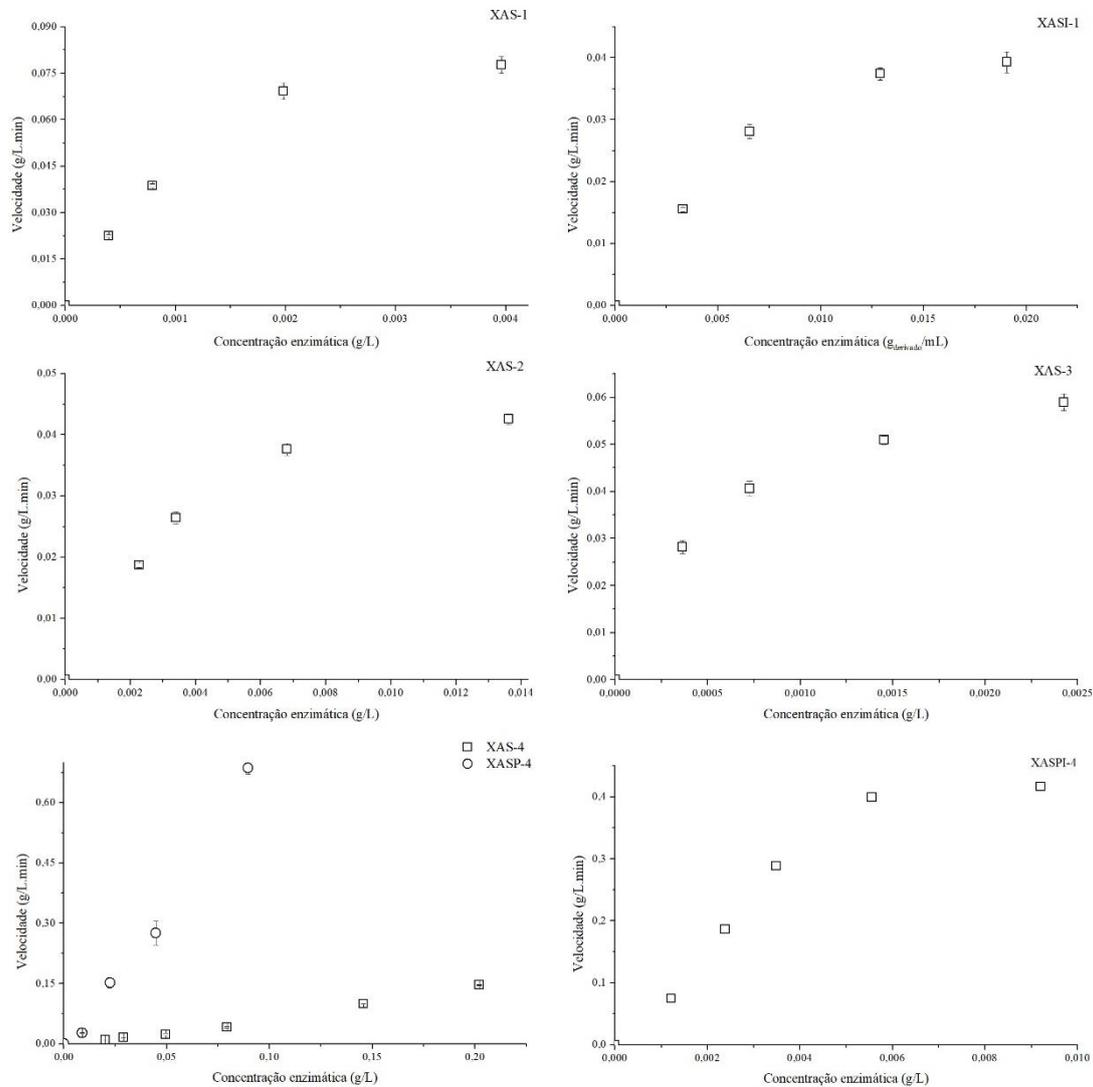 XAS-1
0,090
0,075
0,060
0,045
0,030
0,015
0,000
Velocidade (g/L.min)
0,000 0,001 0,002 0,003 0,004
Concentração enzimática (g/L)
XASI-1
0,04
0,03
0,02
0,01
0,00
Velocidade (g/L.min)
0,000 0,005 0,010 0,015 0,020
Concentração enzimática (g derivado/mL)
XAS-2
0,05
0,04
0,03
0,02
0,01
0,00
Velocidade (g/L.min)
0,000 0,002 0,004 0,006 0,008 0,010 0,012 0,014
Concentração enzimática (g/L)
XAS-3
0,06
0,05
0,04
0,03
0,02
0,01
0,00
Velocidade (g/L.min)
0,0000 0,0005 0,0010 0,0015 0,0020 0,0025
Concentração enzimática (g/L)
XAS-4
XASP-4
0,60
0,45
0,30
0,15
0,00
Velocidade (g/L.min)
0,00 0,05 0,10 0,15 0,20
Concentração enzimática (g/L)
XASPI-4
0,4
0,3
0,2
0,1
0,0
Velocidade (g/L.min)
0,000 0,002 0,004 0,006 0,008 0,010
Concentração enzimática (g/L)